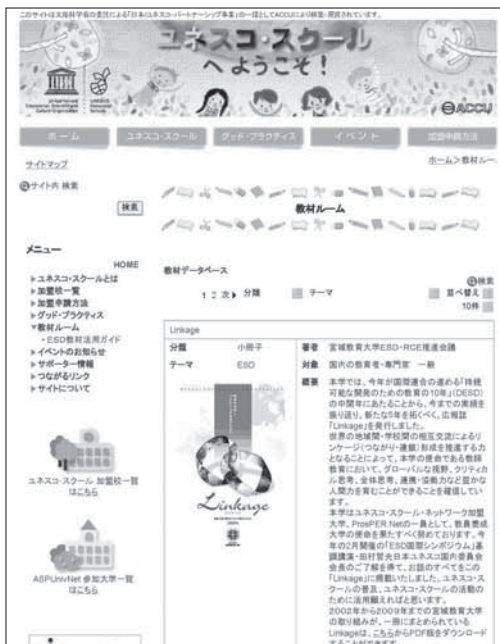 このサイトは文部科学省の委託による「日本/ユネスコ・パートナーシップ事業」の一環としてACCUにより構築・運営されています。
ユネスコ・スクール
へ ようこそ!
ACCU
ホーム
ユネスコ・スクール
グッド・プラクティス
イベント
加盟申請方法
サイトマップ
ホーム > 教材ルー
サイト内 検索
検索
教材ルーム
メニュー
HOME
ユネスコ・スクールとは
加盟校一覧
加盟申請方法
グッド・プラクティス
教材ルーム
・ESD教材活用ガイド
イベントのお知らせ
サポーター情報
つながるリンク
サイトについて
教材データベース
検索
1 2 次 分類 テーマ 並べ替え
10件
Linkage
分類 小冊子
テーマ ESD
Linkage
著者 宮城教育大学ESD・RCE推進会議
対象 国内の教育者・専門家 一般
概要 本学では、今年が国際連合の進める「持続
可能な開発のための教育の10年」(DESD)
の中間年にあたることから、今までの実績を
振り返り、新たな5年を拓くべく、広報誌
「Linkage」を発行しました。
世界の地域間・学校間の相互交流によるリ
ンケージ(つながり・連鎖)形成を推進する力
となることによって、本学の使命である教師
教育において、グローバルな視野、クリティカ
ル思考、全体思考、連携・協働力など豊かな
人間力を育むことができることを確信してい
ます。
本学はユネスコ・スクール・ネットワーク加盟
大学、ProsPER.Netの一員として、教員養成
大学の使命を果たすべく努めております。今
年の2月開催の「ESD国際シンポジウム」基
調講演・田村哲夫日本ユネスコ国内委員会
会長のご了解を得て、お話のすべてをこの
「Linkage」に掲載いたしました。ユネスコ・ス
クールの普及、ユネスコ・スクールの活動の
ために活用願えればと思います。
2002年から2009年までの宮城教育大学
の取り組みが、一冊にまとめられている
Linkageは、こちらからPDF版をダウンロード
することができます。
ユネスコ・スクール 加盟校一覧
はこちら
ASPUnivNet 参加大学一覧
はこちら